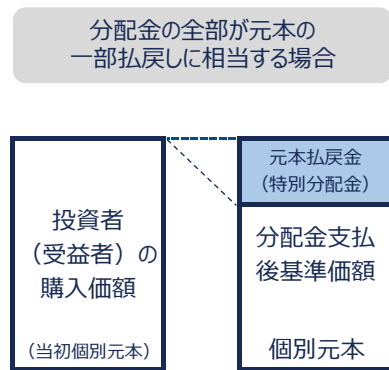 分配金の全部が元本の
一部払戻しに相当する場合
投資者
（受益者）の
購入価額
（当初個別元本）
元本払戻金
（特別分配金）
分配金支払
後基準価額
個別元本